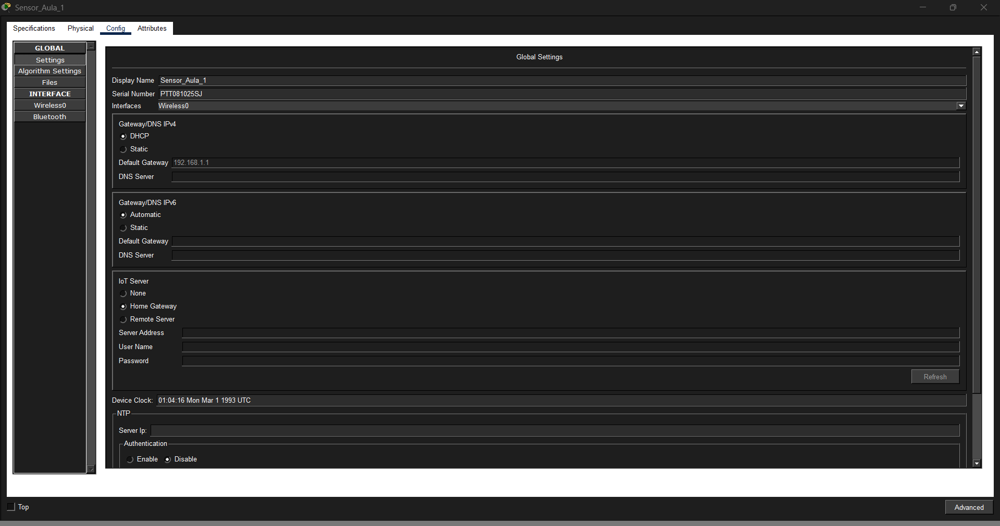 Sensor_Aula_1
Specifications Physical Config Attributes
GLOBAL
Settings
Algorithm Settings
Files
INTERFACE
Wireless0
Bluetooth
Global Settings
Display Name Sensor_Aula_1
Serial Number PTT081025SJ
Interfaces Wireless0
Gateway/DNS IPv4
DHCP
Static
Default Gateway 192.168.1.1
DNS Server
Gateway/DNS IPv6
Automatic
Static
Default Gateway
DNS Server
IoT Server
None
Home Gateway
Remote Server
Server Address
User Name
Password
Refresh
Device Clock: 01:04:16 Mon Mar 1 1993 UTC
NTP
Server Ip:
Authentication
Enable Disable
Top
Advanced